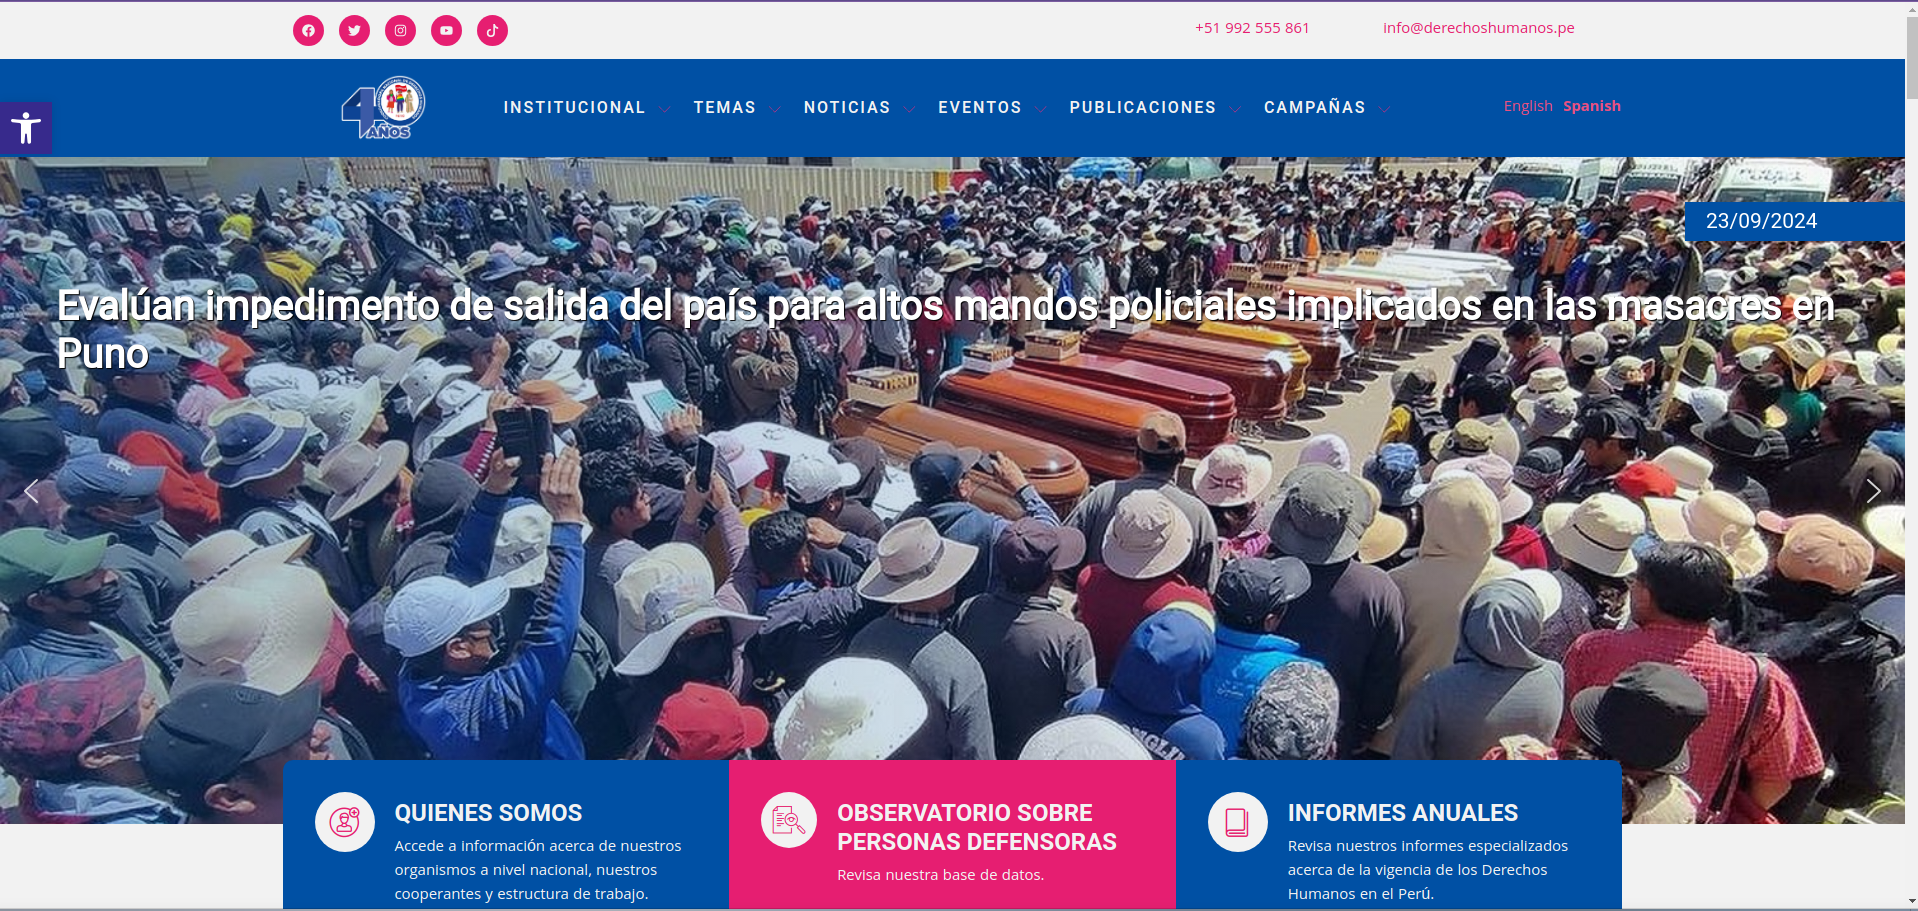 +51 992 555 861
info@derechoshumanos.pe
40 AÑOS
INSTITUCIONAL
TEMAS
NOTICIAS
EVENTOS
PUBLICACIONES
CAMPAÑAS
English Spanish
23/09/2024
Evalúan impedimento de salida del país para altos mandos policiales implicados en las masacres en
Puno
QUIENES SOMOS
Accede a información acerca de nuestros
organismos a nivel nacional, nuestros
cooperantes y estructura de trabajo.
OBSERVATORIO SOBRE
PERSONAS DEFENSORAS
Revisa nuestra base de datos.
INFORMES ANUALES
Revisa nuestros informes especializados
acerca de la vigencia de los Derechos
Humanos en el Perú.